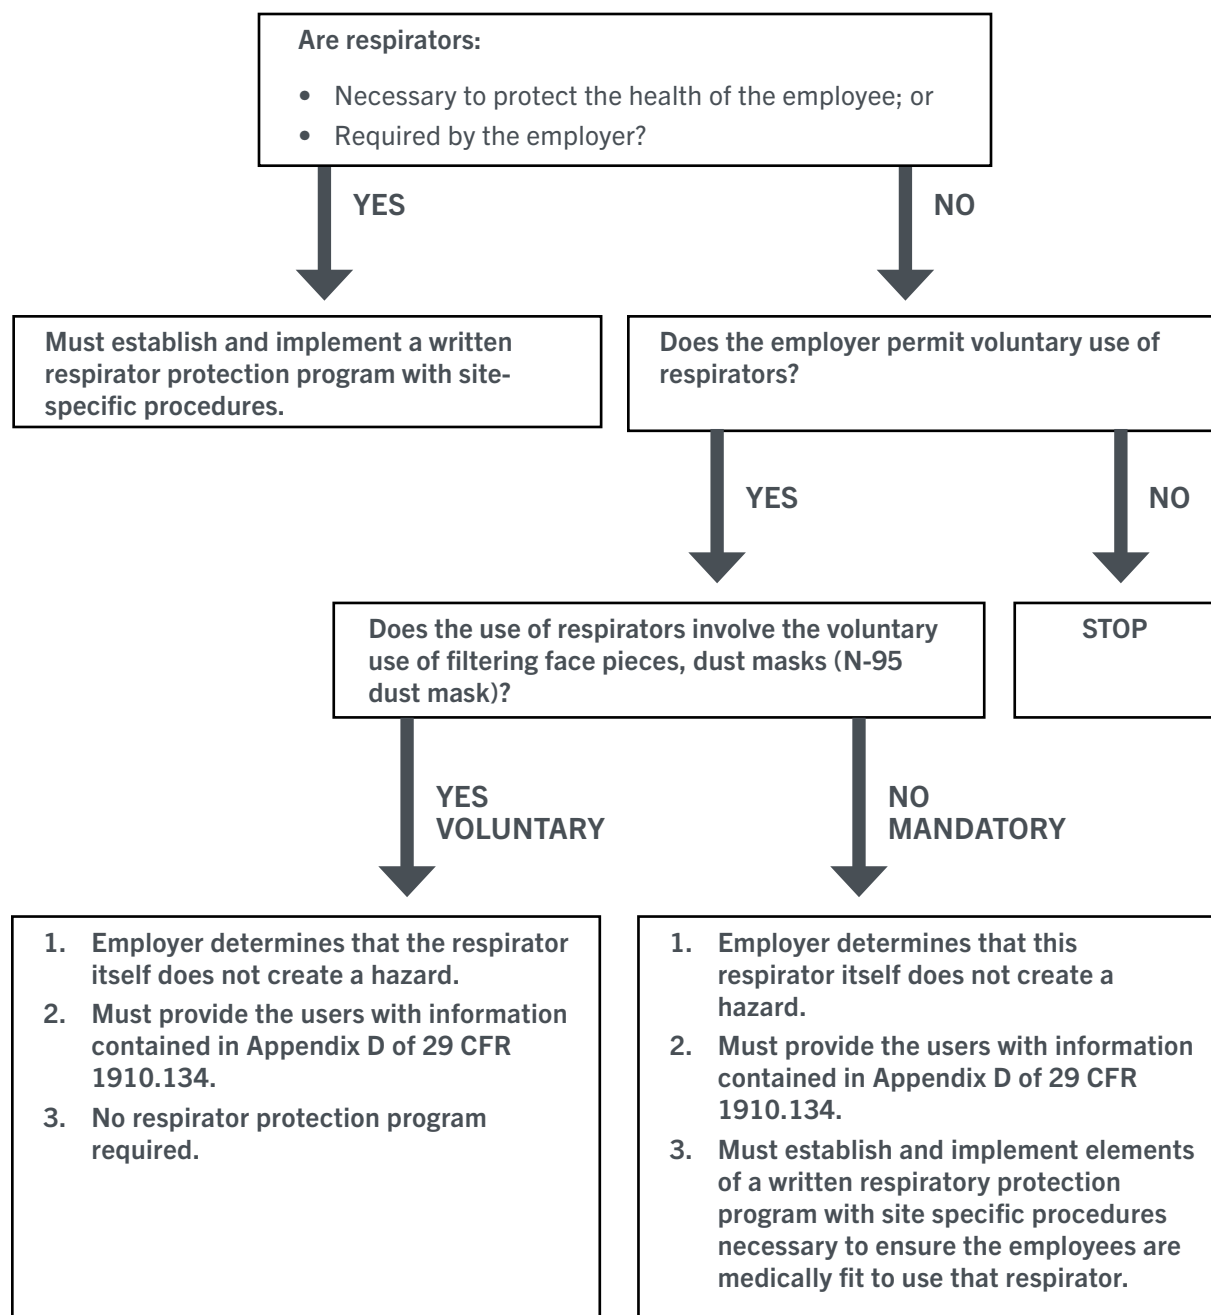 Are respirators:
• Necessary to protect the health of the employee; or
• Required by the employer?
YES
NO
Must establish and implement a written
respirator protection program with site-
specific procedures.
Does the employer permit voluntary use of
respirators?
YES
NO
Does the use of respirators involve the voluntary
use of filtering face pieces, dust masks (N-95
dust mask)?
STOP
YES
VOLUNTARY
NO
MANDATORY
1. Employer determines that the respirator
itself does not create a hazard.
2. Must provide the users with information
contained in Appendix D of 29 CFR
1910.134.
3. No respirator protection program
required.
1. Employer determines that this
respirator itself does not create a
hazard.
2. Must provide the users with information
contained in Appendix D of 29 CFR
1910.134.
3. Must establish and implement elements
of a written respiratory protection
program with site specific procedures
necessary to ensure the employees are
medically fit to use that respirator.